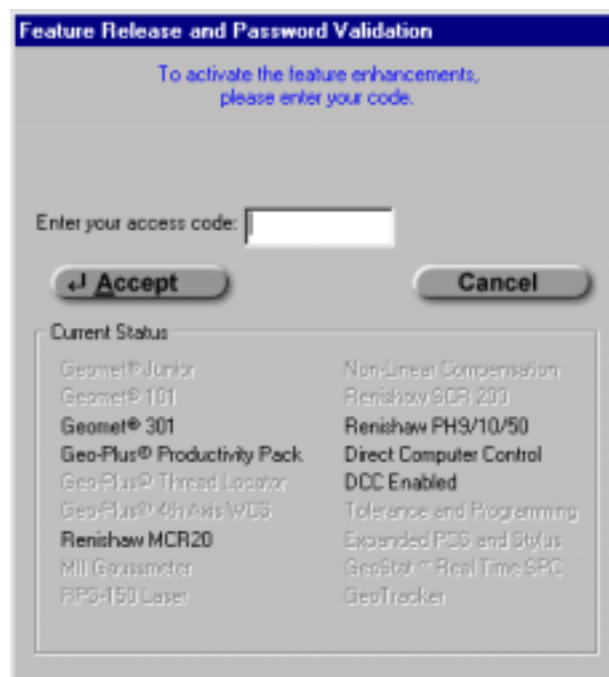 Feature Release and Password Validation
To activate the feature enhancements,
please enter your code.
Enter your access code:
Accept
Cancel
Current Status
Geomet® Junior
Geomet® 101
Geomet® 301
Geo-Plus® Productivity Pack
Geo-Plus® Thread Locator
Geo-Plus® 4th Axis WCS
Renishaw MCR20
MII Gaussmeter
RPS-150 Laser
Non-Linear Compensation
Renishaw SCR 200
Renishaw PH9/10/50
Direct Computer Control
DCC Enabled
Tolerance and Programming
Expanded PCS and Stylus
GeoStat™ Real Time SPC
GeoTracker